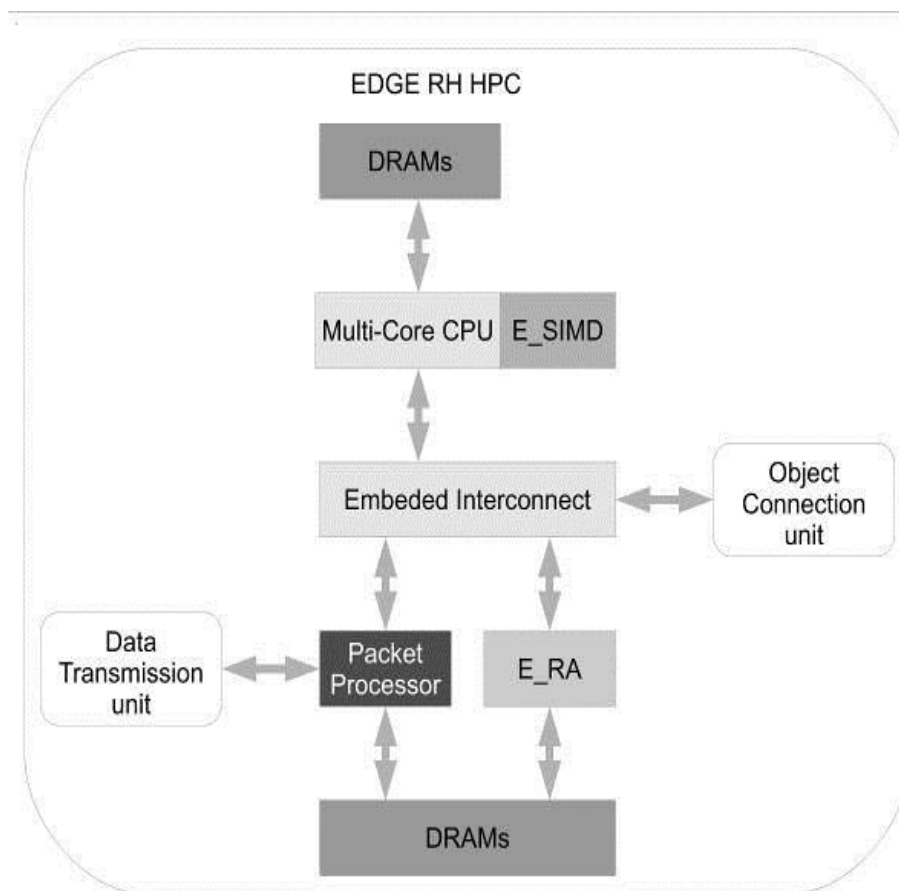 EDGE RH HPC
DRAMs
Multi-Core CPU
E_SIMD
Embeded Interconnect
Object
Connection
unit
Data
Transmission
unit
Packet
Processor
E_RA
DRAMs